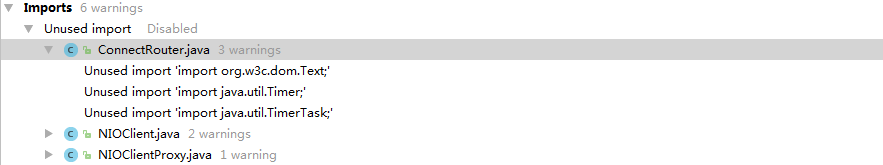 Imports 6 warnings
Unused import Disabled
ConnectRouter.java 3 warnings
Unused import 'import org.w3c.dom.Text;'
Unused import 'import java.util.Timer;'
Unused import 'import java.util.TimerTask;'
NIOClient.java 2 warnings
NIOClientProxy.java 1 warning